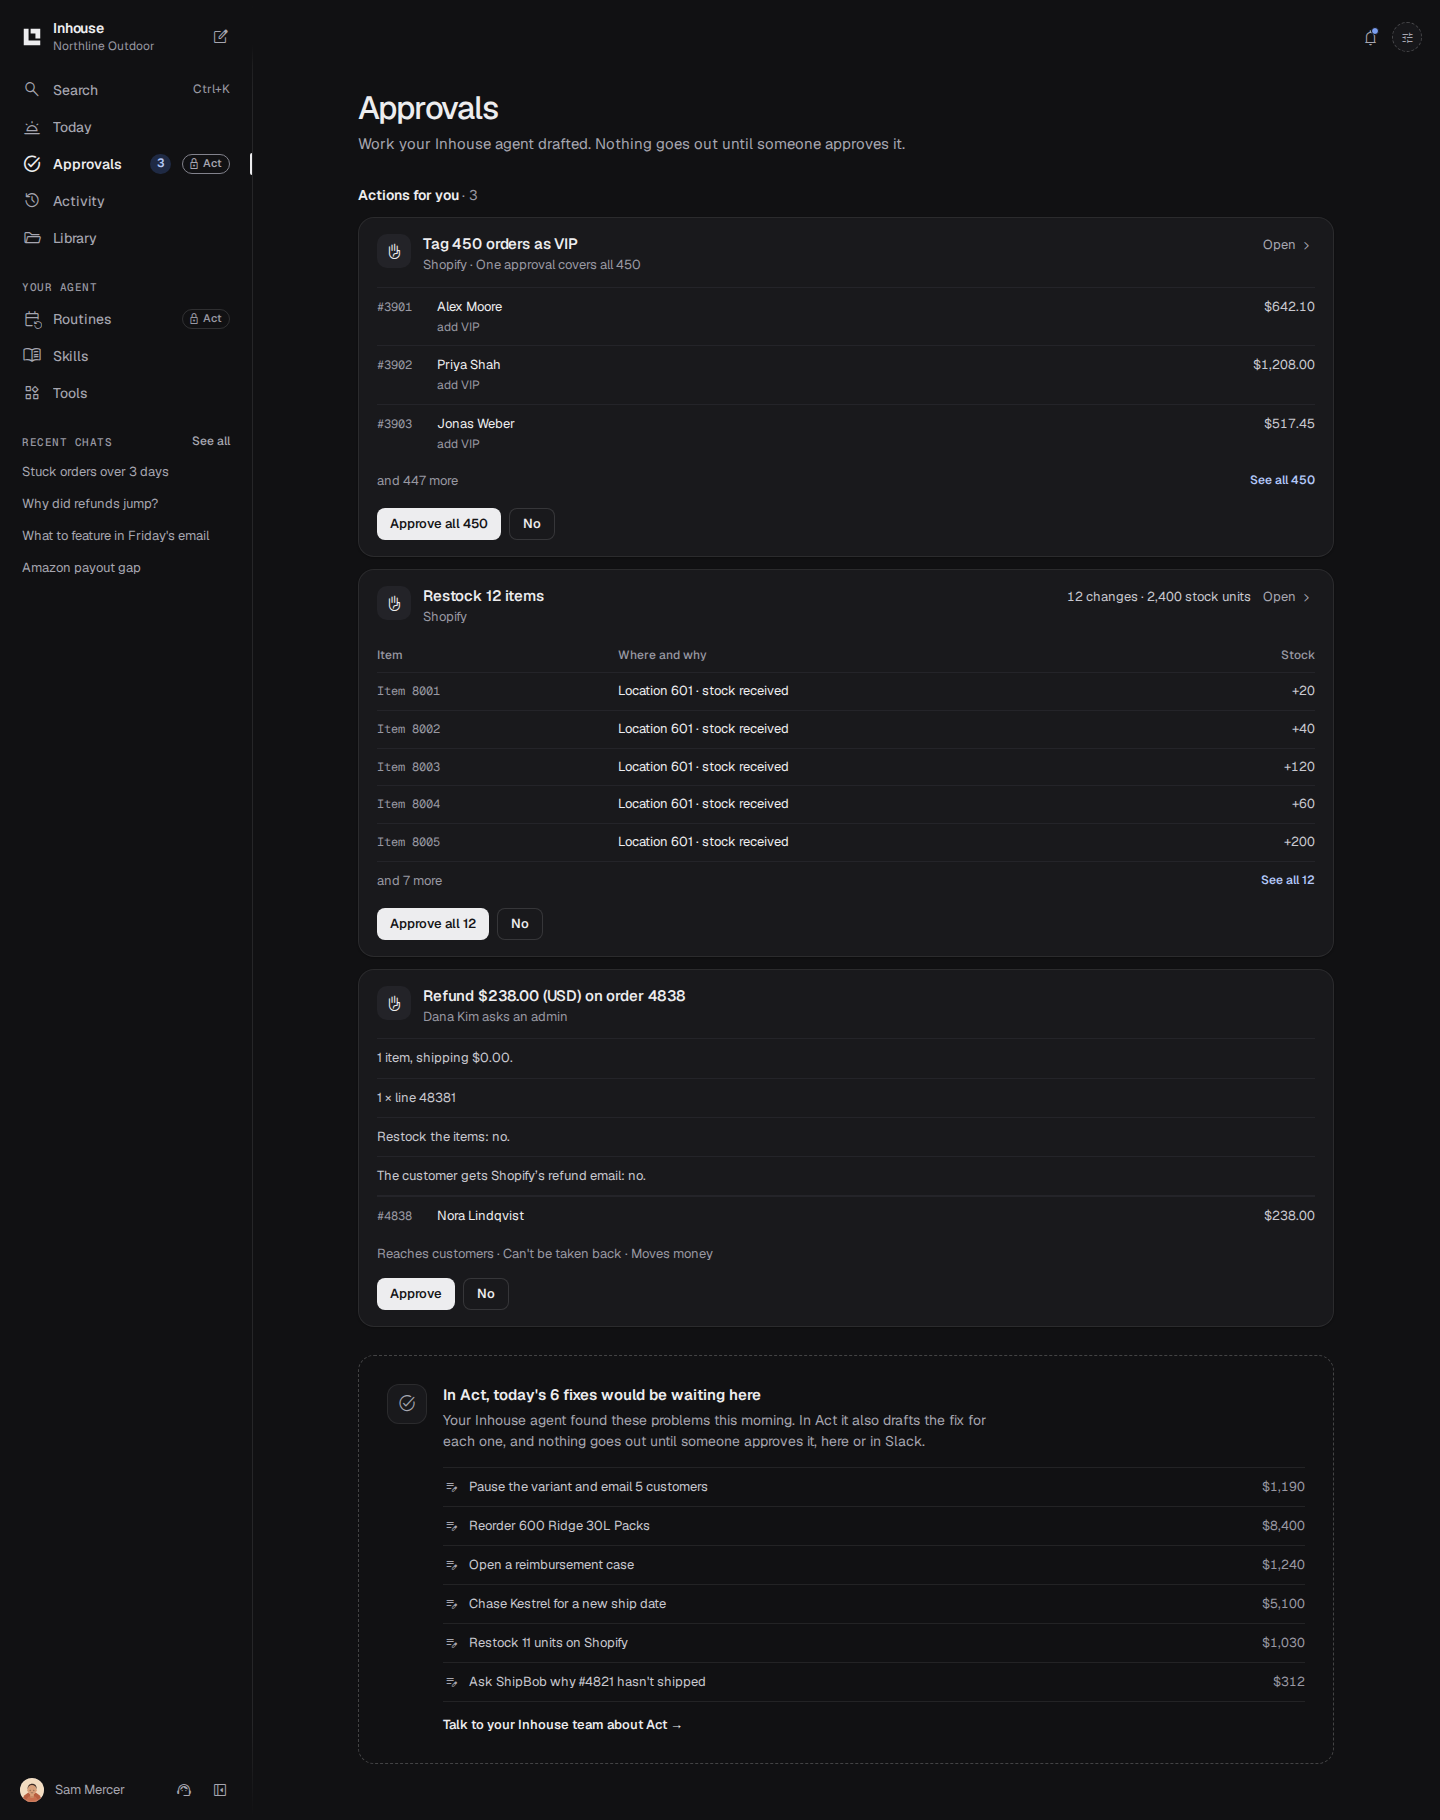 Inhouse
Northline Outdoor
Search Ctrl+K
Today
Approvals 3 Act
Activity
Library
YOUR AGENT
Routines Act
Skills
Tools
RECENT CHATS See all
Stuck orders over 3 days
Why did refunds jump?
What to feature in Friday's email
Amazon payout gap
Sam Mercer
Approvals
Work your Inhouse agent drafted. Nothing goes out until someone approves it.
Actions for you · 3
Tag 450 orders as VIP Open
Shopify · One approval covers all 450
#3901 Alex Moore $642.10
add VIP
#3902 Priya Shah $1,208.00
add VIP
#3903 Jonas Weber $517.45
add VIP
and 447 more See all 450
Approve all 450 No
Restock 12 items 12 changes · 2,400 stock units Open
Shopify
Item Where and why Stock
Item 8001 Location 601 · stock received +20
Item 8002 Location 601 · stock received +40
Item 8003 Location 601 · stock received +120
Item 8004 Location 601 · stock received +60
Item 8005 Location 601 · stock received +200
and 7 more See all 12
Approve all 12 No
Refund $238.00 (USD) on order 4838
Dana Kim asks an admin
1 item, shipping $0.00.
1 × line 48381
Restock the items: no.
The customer gets Shopify's refund email: no.
#4838 Nora Lindqvist $238.00
Reaches customers · Can't be taken back · Moves money
Approve No
In Act, today's 6 fixes would be waiting here
Your Inhouse agent found these problems this morning. In Act it also drafts the fix for
each one, and nothing goes out until someone approves it, here or in Slack.
Pause the variant and email 5 customers $1,190
Reorder 600 Ridge 30L Packs $8,400
Open a reimbursement case $1,240
Chase Kestrel for a new ship date $5,100
Restock 11 units on Shopify $1,030
Ask ShipBob why #4821 hasn't shipped $312
Talk to your Inhouse team about Act →